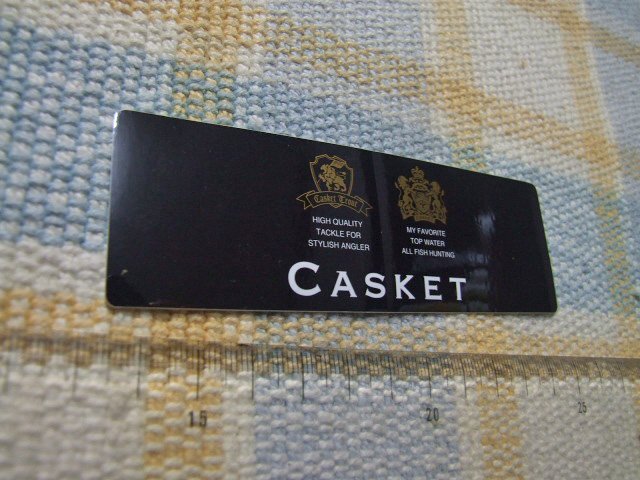 Casket Trout
HIGH QUALITY
TACKLE FOR
STYLISH ANGLER
MY FAVORITE
TOP WATER
ALL FISH HUNTING
CASKET
15
20
25